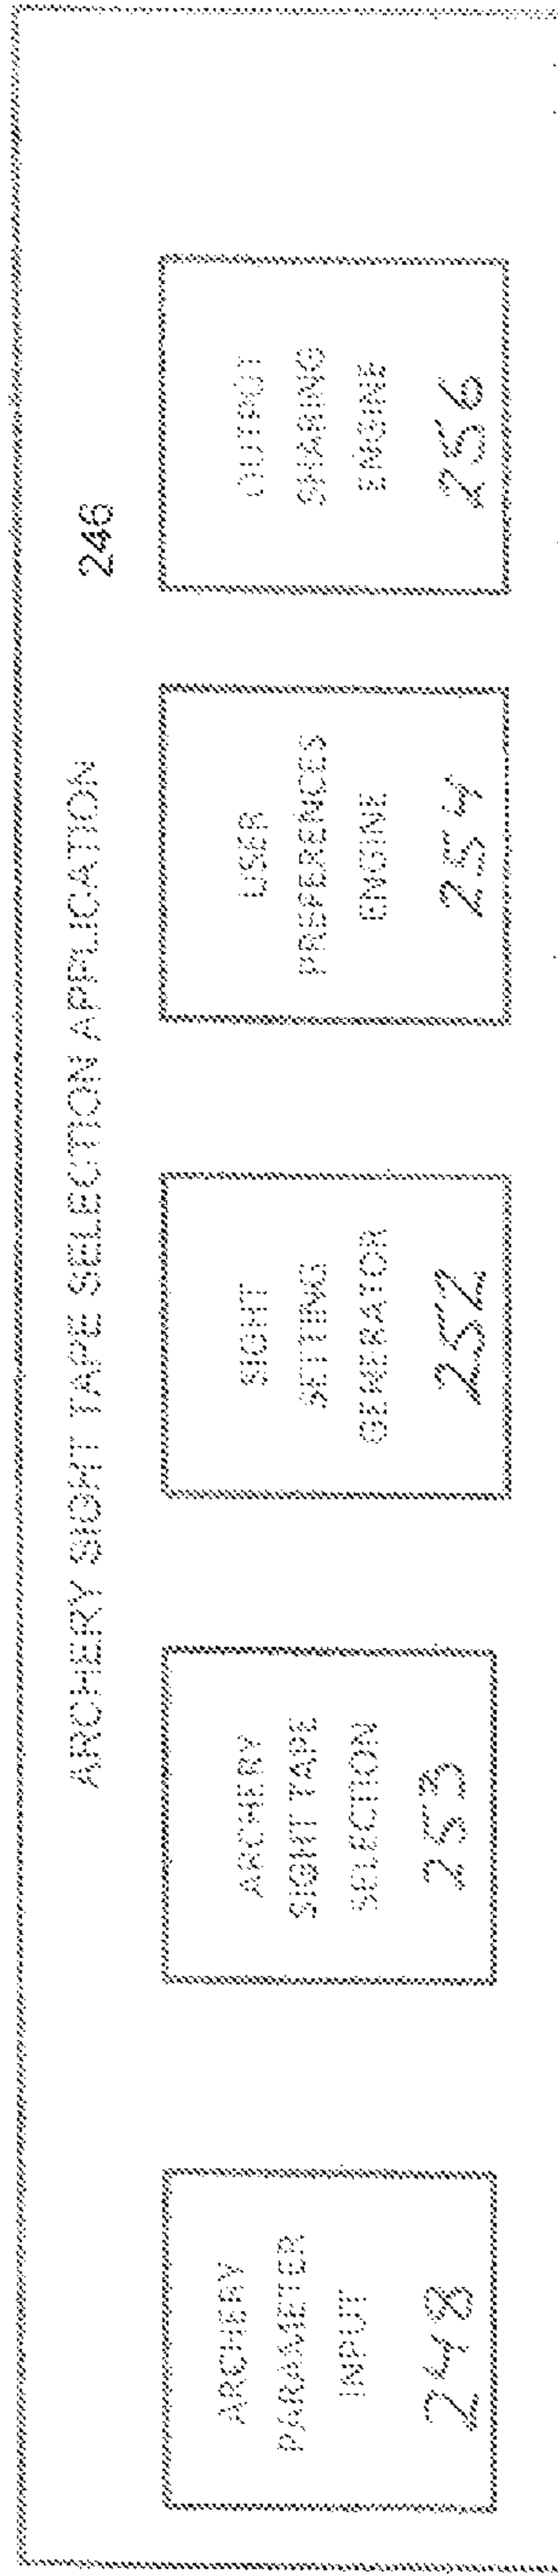 ARCHERY SIGHT TAPE SELECTION APPLICATION 246
ARCHERY
PARAMETER
INPUT
248
ARCHERY
SIGHT TAPE
SELECTION
253
SIGHT
SETTING
GENERATOR
252
USER
PREFERENCES
ENGINE
254
OUTPUT
SHARING
ENGINE
256